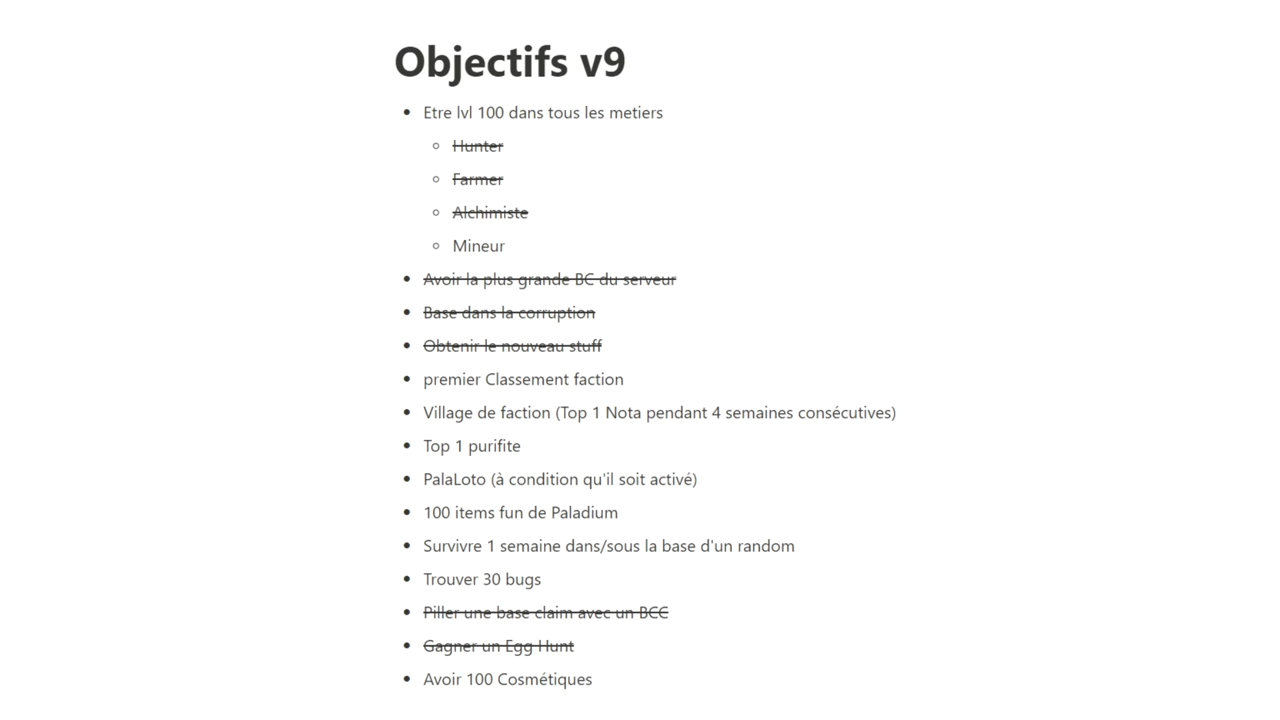 Objectifs v9
Etre lvl 100 dans tous les metiers
Hunter
Farmer
Alchimiste
Mineur
Avoir la plus grande BC du serveur
Base dans la corruption
Obtenir le nouveau stuff
premier Classement faction
Village de faction (Top 1 Nota pendant 4 semaines consécutives)
Top 1 purifite
PalaLoto (à condition qu'il soit activé)
100 items fun de Paladium
Survivre 1 semaine dans/sous la base d'un random
Trouver 30 bugs
Piller une base claim avec un BCC
Gagner un Egg Hunt
Avoir 100 Cosmétiques